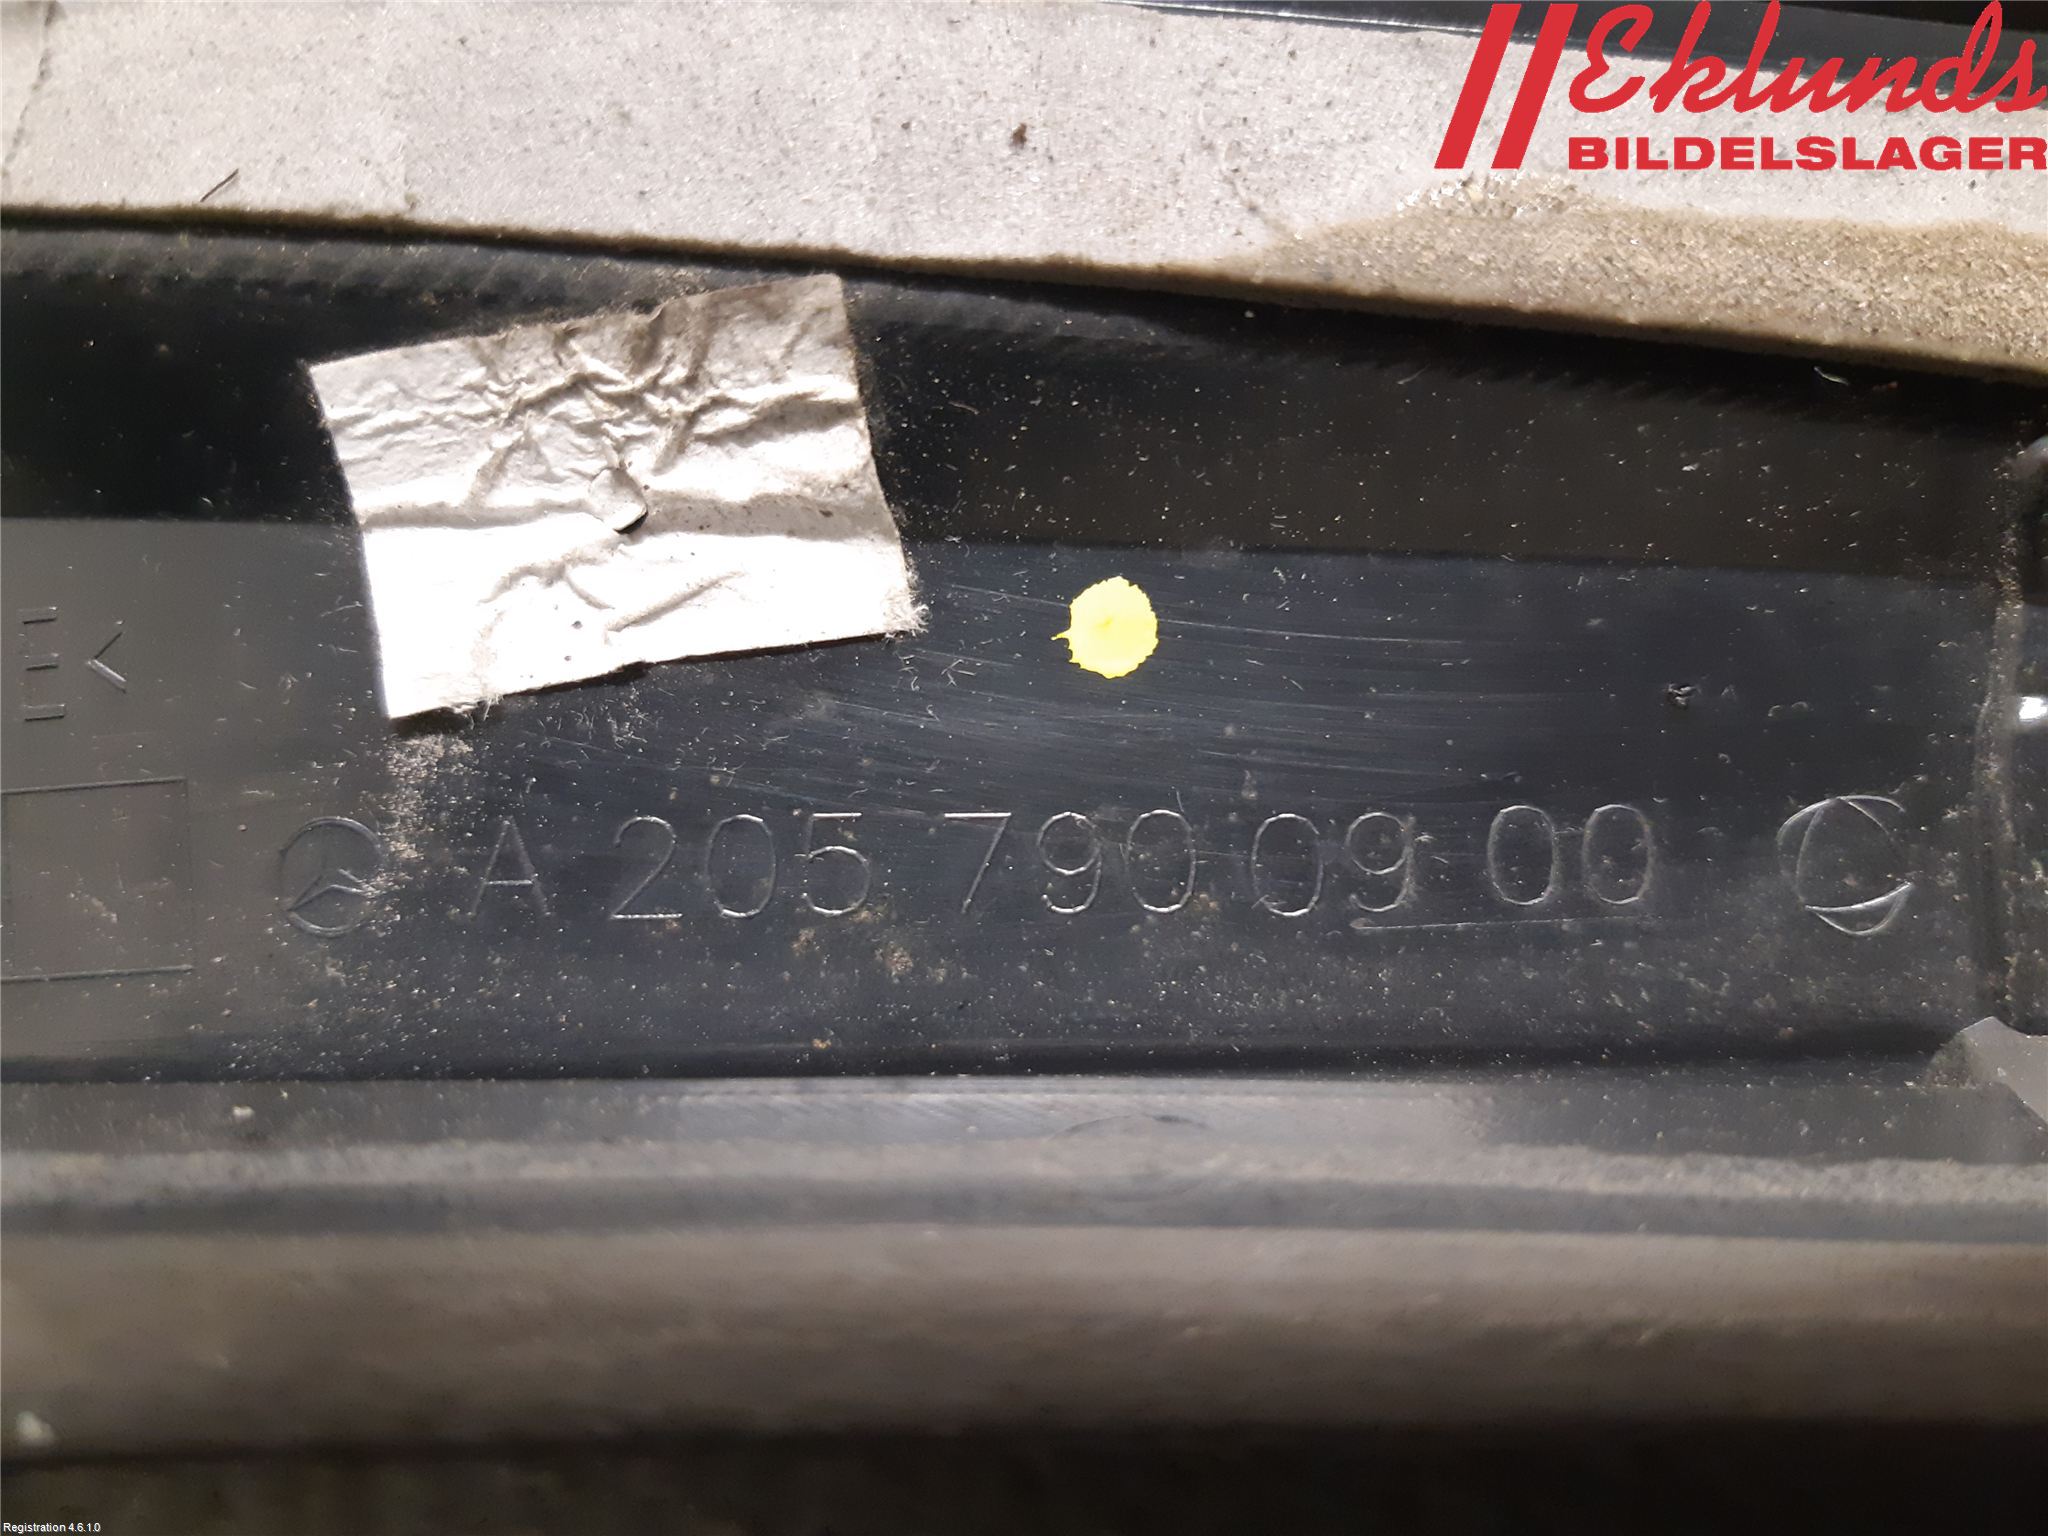 Eklunds
BILDELSLAGER
A 205 790 09 00
Registration 4.6.1.0